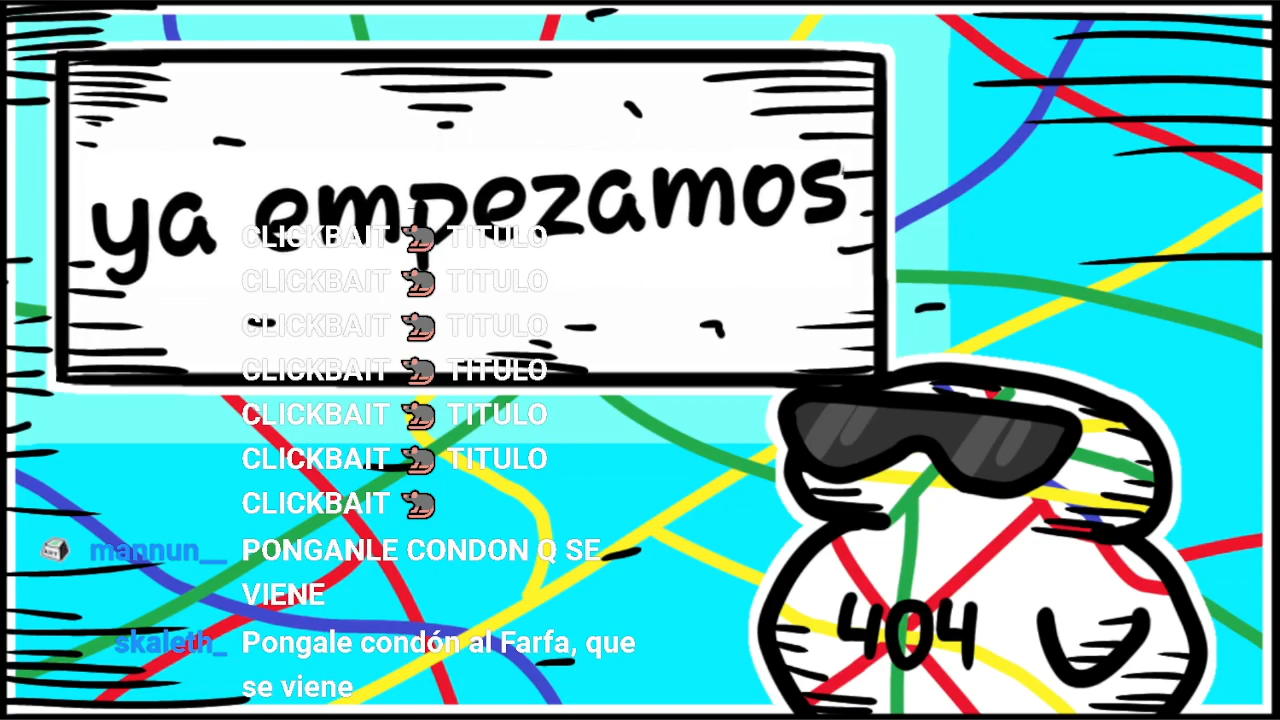 ya empezamos
CLICKBAIT 🐀 TITULO
CLICKBAIT 🐀 TITULO
CLICKBAIT 🐀 TITULO
CLICKBAIT 🐀 TITULO
CLICKBAIT 🐀 TITULO
CLICKBAIT 🐀 TITULO
CLICKBAIT 🐀
mannun__ PONGANLE CONDON Q SE
VIENE
skaleth_ Pongale condón al Farfa, que
se viene
404